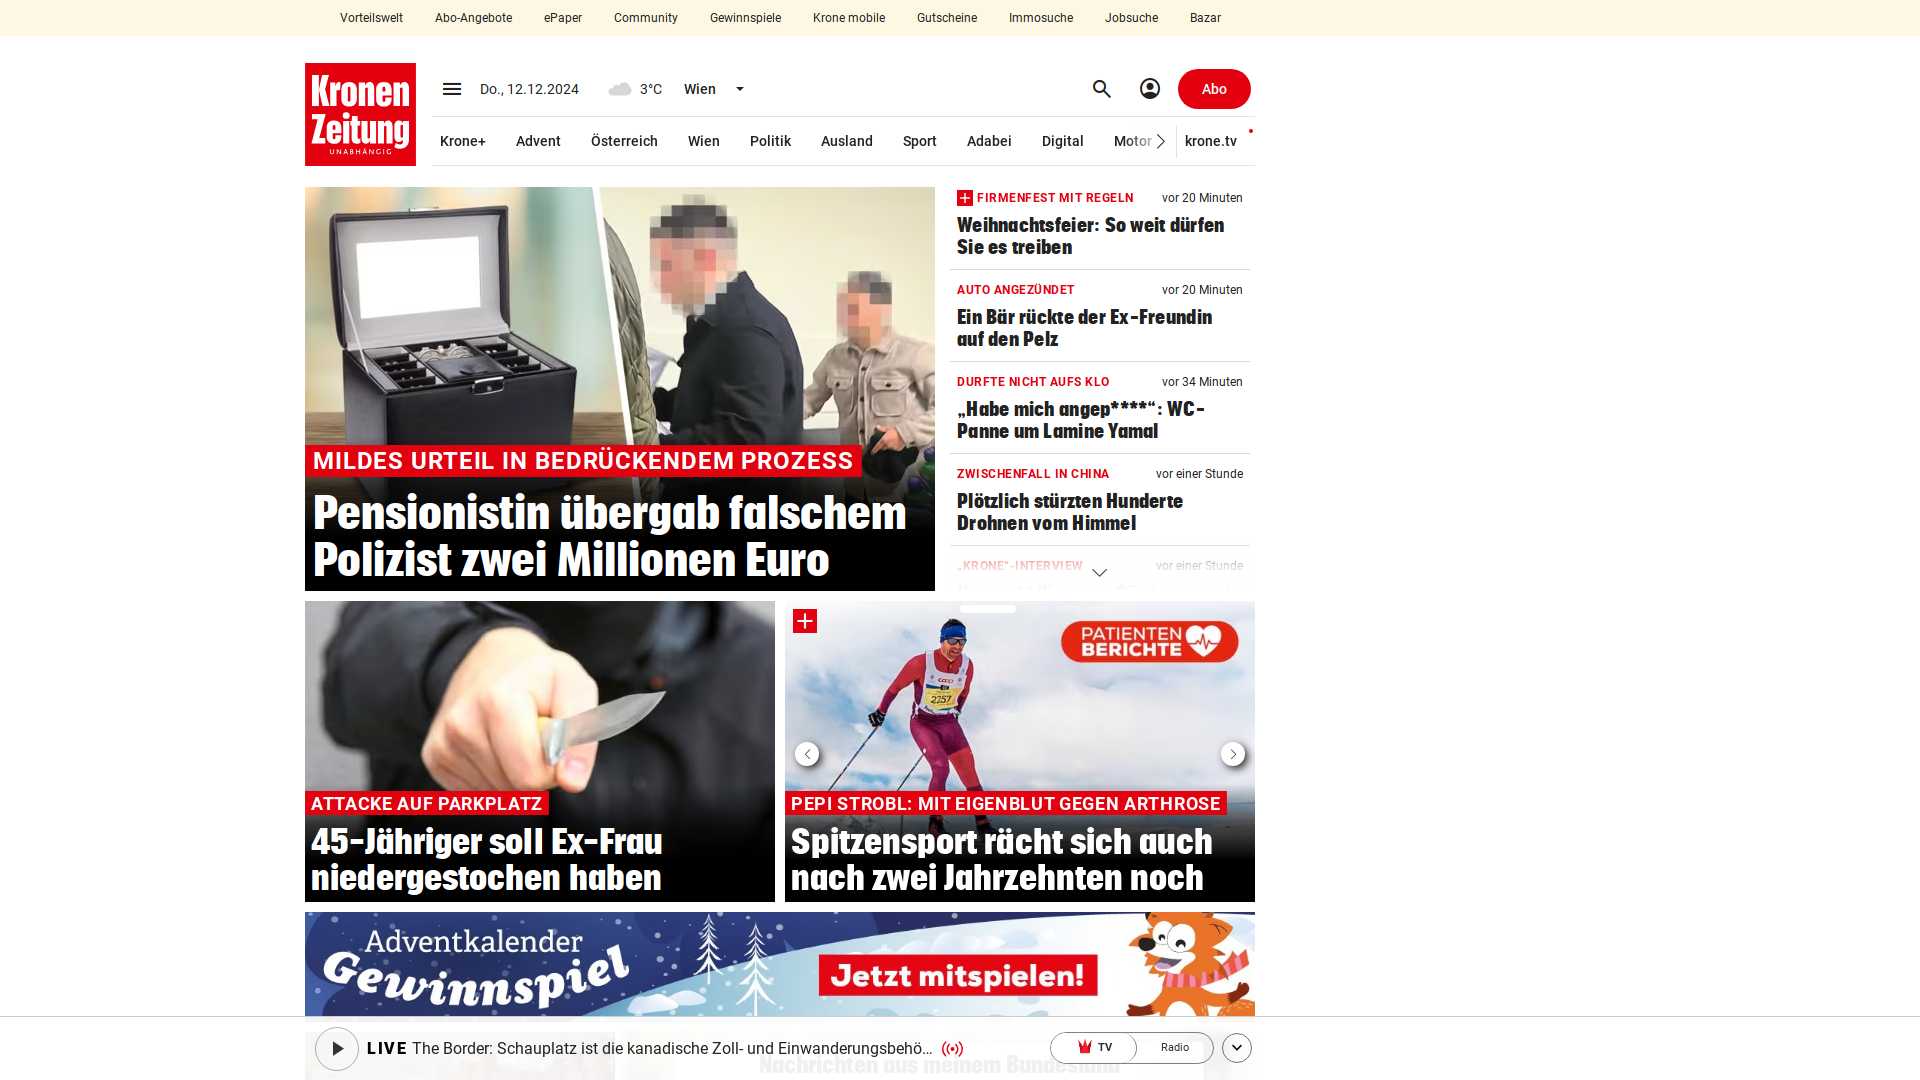 Vorteilswelt Abo-Angebote ePaper Community Gewinnspiele Krone mobile Gutscheine Immosuche Jobsuche Bazar
Kronen
Zeitung
UNABHÄNGIG
Do., 12.12.2024 3°C Wien Abo
Krone+ Advent Österreich Wien Politik Ausland Sport Adabei Digital Motor krone.tv
MILDES URTEIL IN BEDRÜCKENDEM PROZESS
Pensionistin übergab falschem
Polizist zwei Millionen Euro
FIRMENFEST MIT REGELN vor 20 Minuten
Weihnachtsfeier: So weit dürfen
Sie es treiben
AUTO ANGEZÜNDET vor 20 Minuten
Ein Bär rückte der Ex-Freundin
auf den Pelz
DURFTE NICHT AUFS KLO vor 34 Minuten
„Habe mich angep****“: WC-
Panne um Lamine Yamal
ZWISCHENFALL IN CHINA vor einer Stunde
Plötzlich stürzten Hunderte
Drohnen vom Himmel
„KRONE“-INTERVIEW vor einer Stunde
ATTACKE AUF PARKPLATZ
45-Jähriger soll Ex-Frau
niedergestochen haben
PATIENTEN
BERICHTE
coop
2257
PEPI STROBL: MIT EIGENBLUT GEGEN ARTHROSE
Spitzensport rächt sich auch
nach zwei Jahrzehnten noch
Adventkalender
Gewinnspiel
Jetzt mitspielen!
LIVE The Border: Schauplatz ist die kanadische Zoll- und Einwanderungsbehö... TV Radio
Nachrichten aus meinem Bundesland